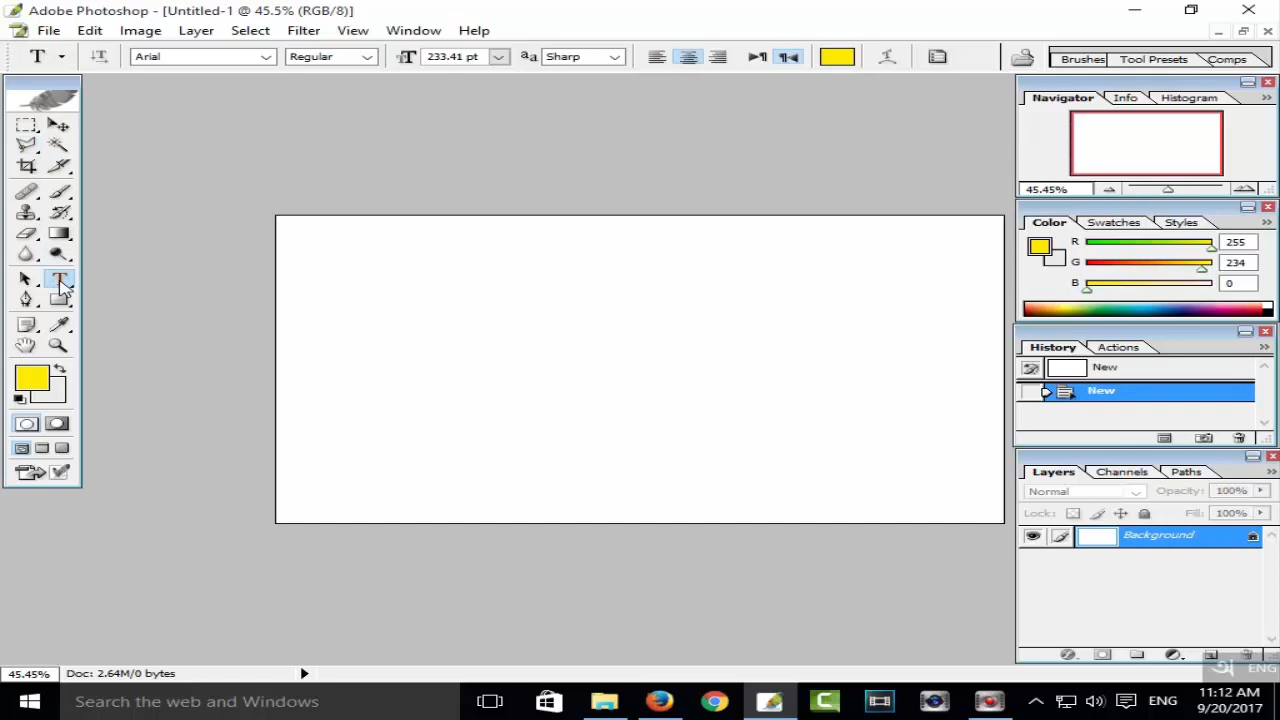 Adobe Photoshop - [Untitled-1 @ 45.5% (RGB/8)]
File Edit Image Layer Select Filter View Window Help
T T Arial Regular T 233.41 pt aa Sharp Brushes Tool Presets Comps
Navigator Info Histogram
45.45%
Color Swatches Styles
R 255
G 234
B 0
T
History Actions
New
New
Layers Channels Paths
Normal Opacity: 100%
Lock: Fill: 100%
Background
ENG
45.45% Doc: 2.64M/0 bytes
Search the web and Windows
ENG
11:12 AM
9/20/2017